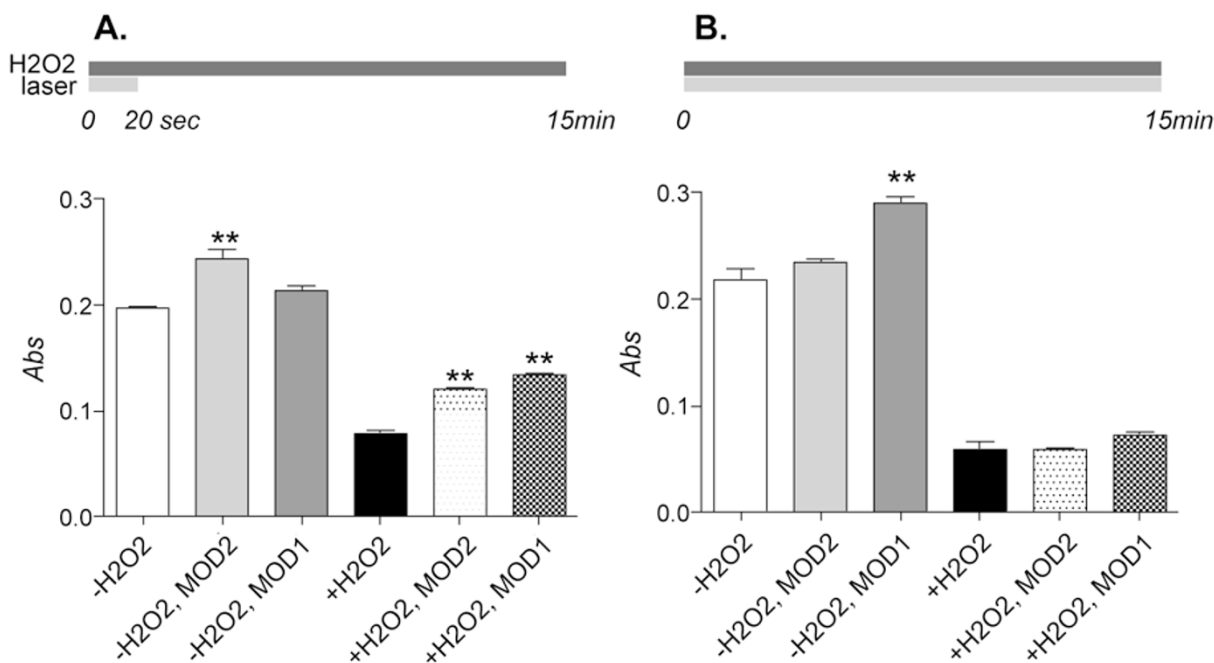 A.
H2O2
laser
0 20 sec 15min
0.3
0.2
0.1
0.0
Abs
**
**
**
-H2O2
-H2O2, MOD2
-H2O2, MOD1
+H2O2
+H2O2, MOD2
+H2O2, MOD1
B.
0 15min
0.3
0.2
0.1
0.0
Abs
**
-H2O2
-H2O2, MOD2
-H2O2, MOD1
+H2O2
+H2O2, MOD2
+H2O2, MOD1